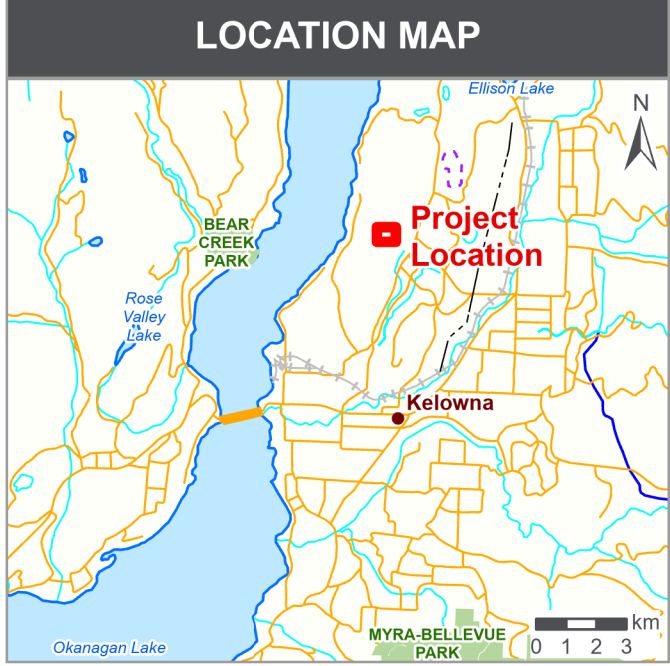 LOCATION MAP
Ellison Lake
N
Project
Location
BEAR
CREEK
PARK
Rose
Valley
Lake
Kelowna
MYRA-BELLEVUE
PARK
km
0 1 2 3
Okanagan Lake